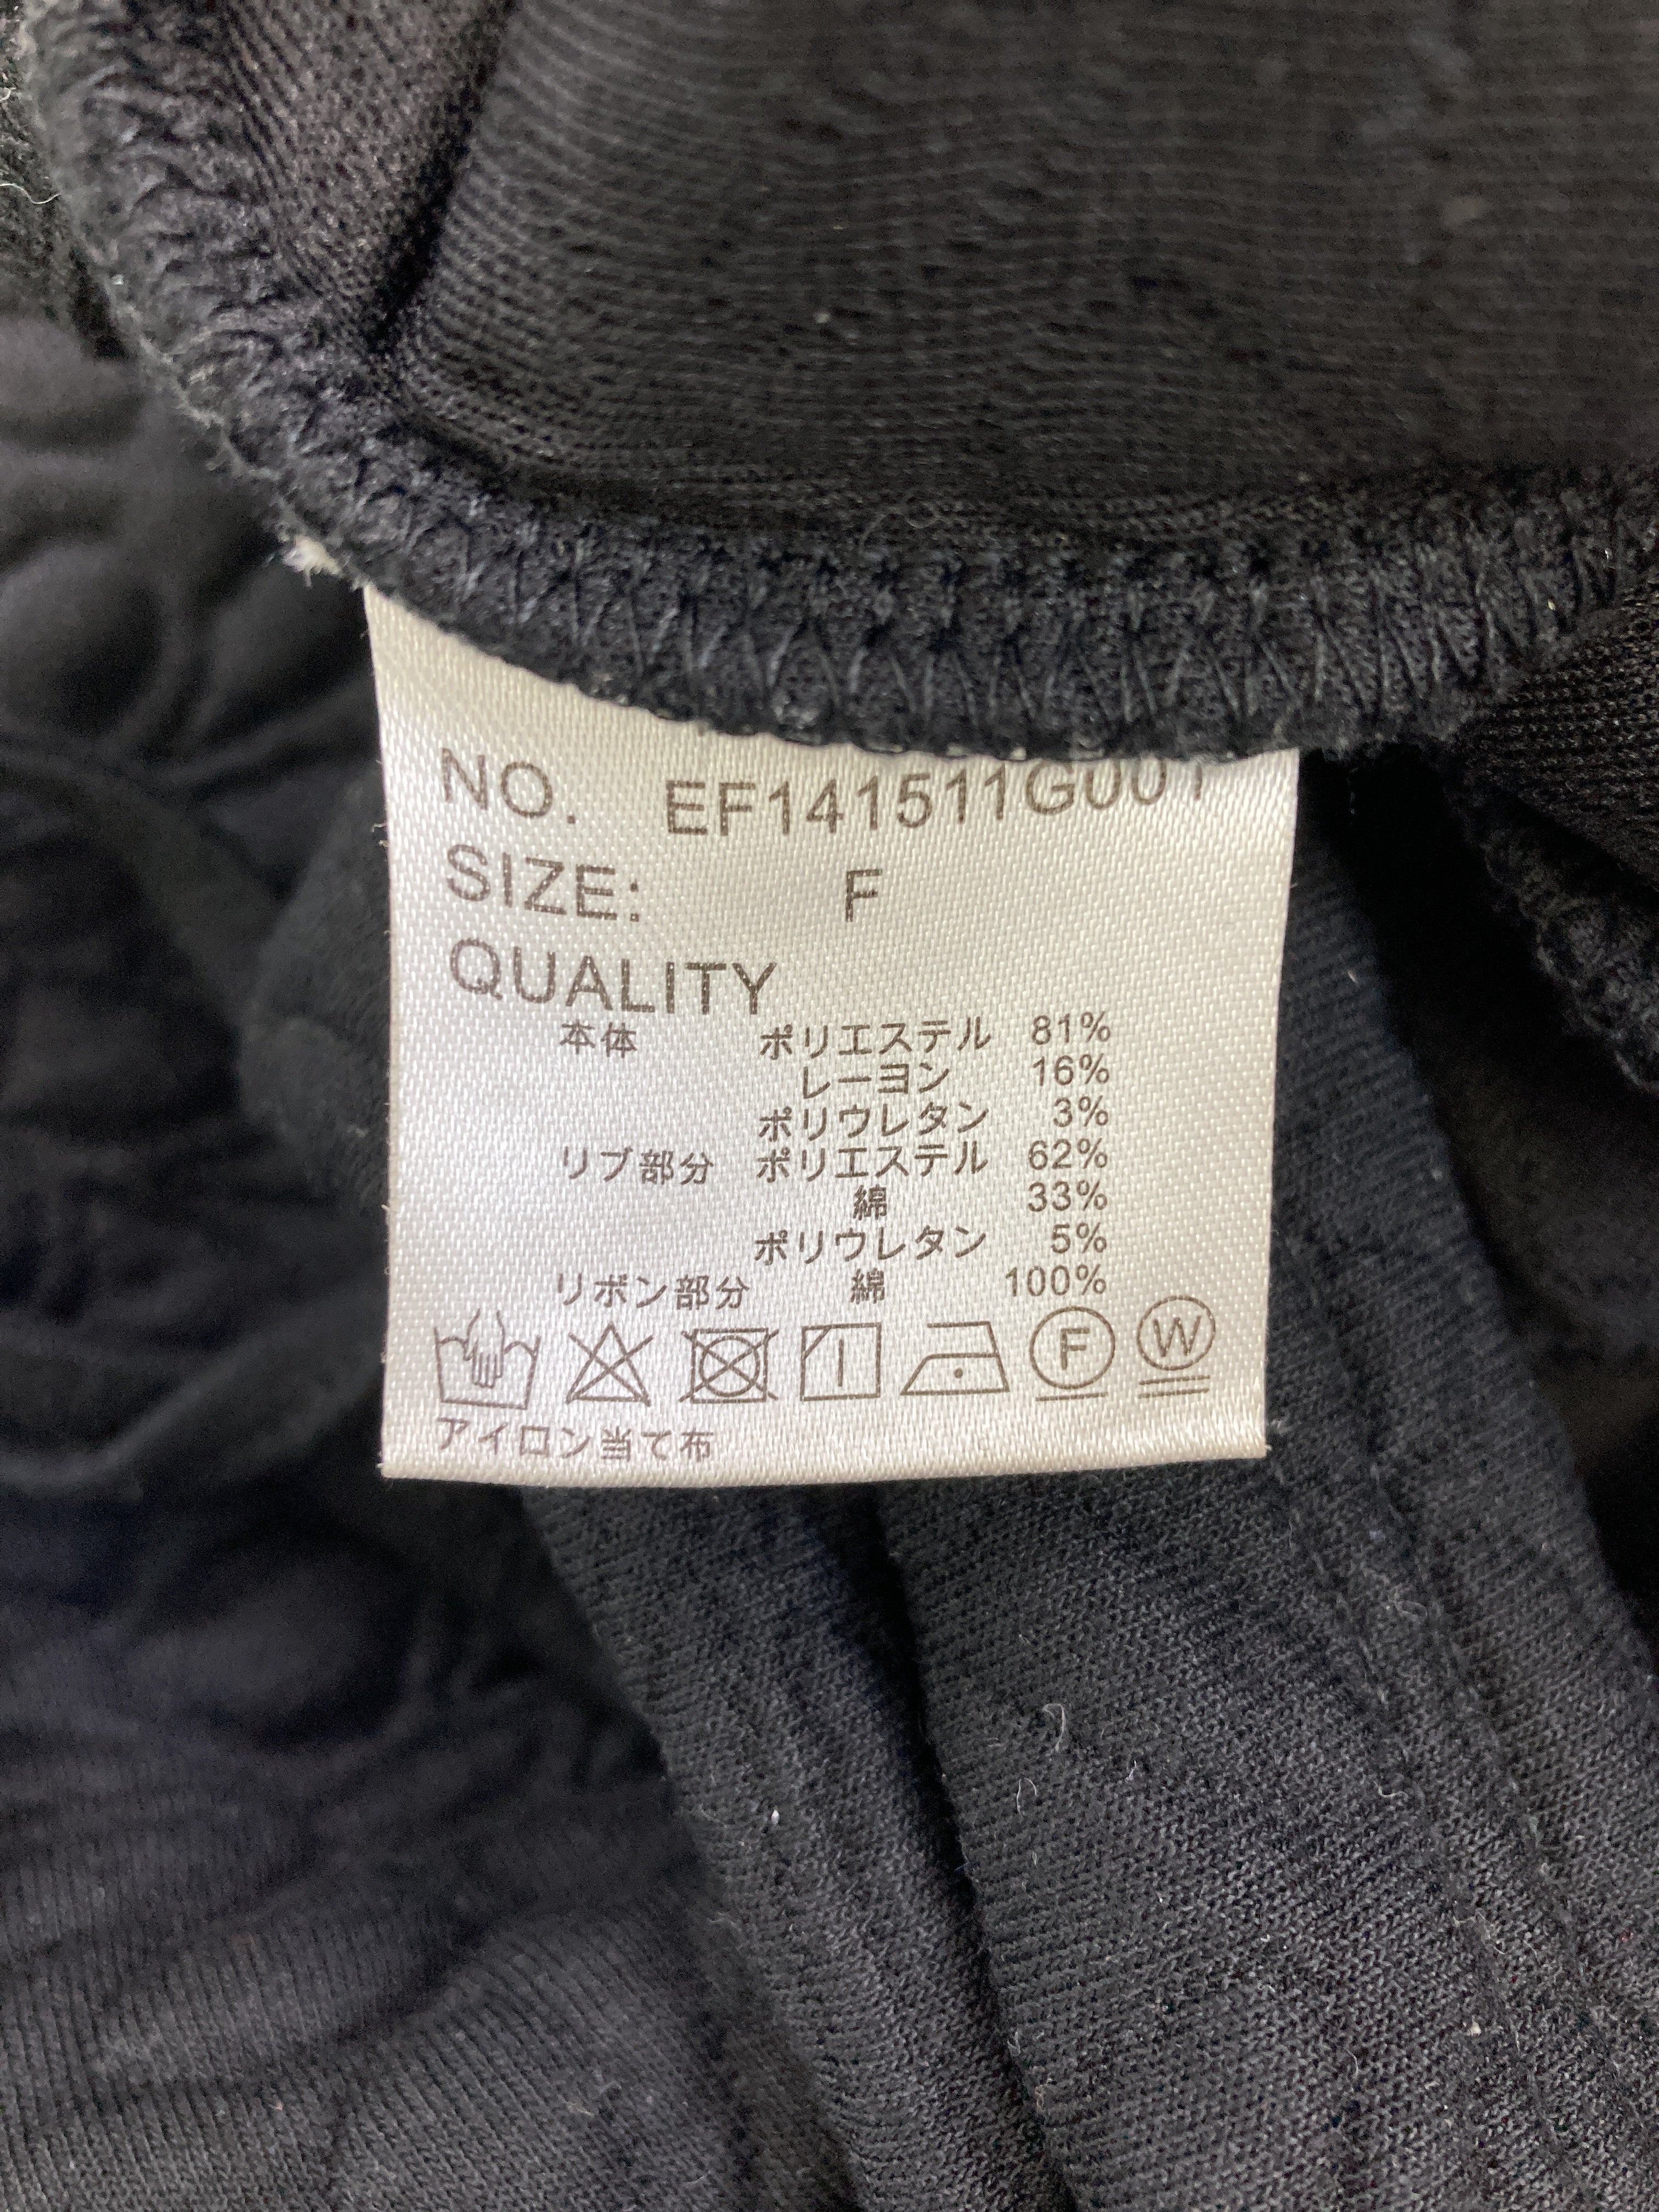 NO. EF141511G001
SIZE: F
QUALITY
本体 ポリエステル 81%
レーヨン 16%
ポリウレタン 3%
リブ部分 ポリエステル 62%
綿 33%
ポリウレタン 5%
リボン部分 綿 100%
F W
アイロン当て布